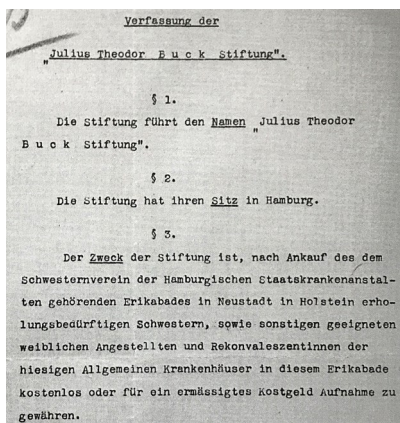 Verfassung der
„Julius Theodor B u c k Stiftung".
§ 1.
Die Stiftung führt den Namen „Julius Theodor
B u c k Stiftung".
§ 2.
Die Stiftung hat ihren Sitz in Hamburg.
§ 3.
Der Zweck der Stiftung ist, nach Ankauf des dem
Schwesternverein der Hamburgischen Staatskrankenanstal-
ten gehörenden Erikabades in Neustadt in Holstein erho-
lungsbedürftigen Schwestern, sowie sonstigen geeigneten
weiblichen Angestellten und Rekonvaleszentinnen der
hiesigen Allgemeinen Krankenhäuser in diesem Erikabade
kostenlos oder für ein ermässigtes Kostgeld Aufnahme zu
gewähren.